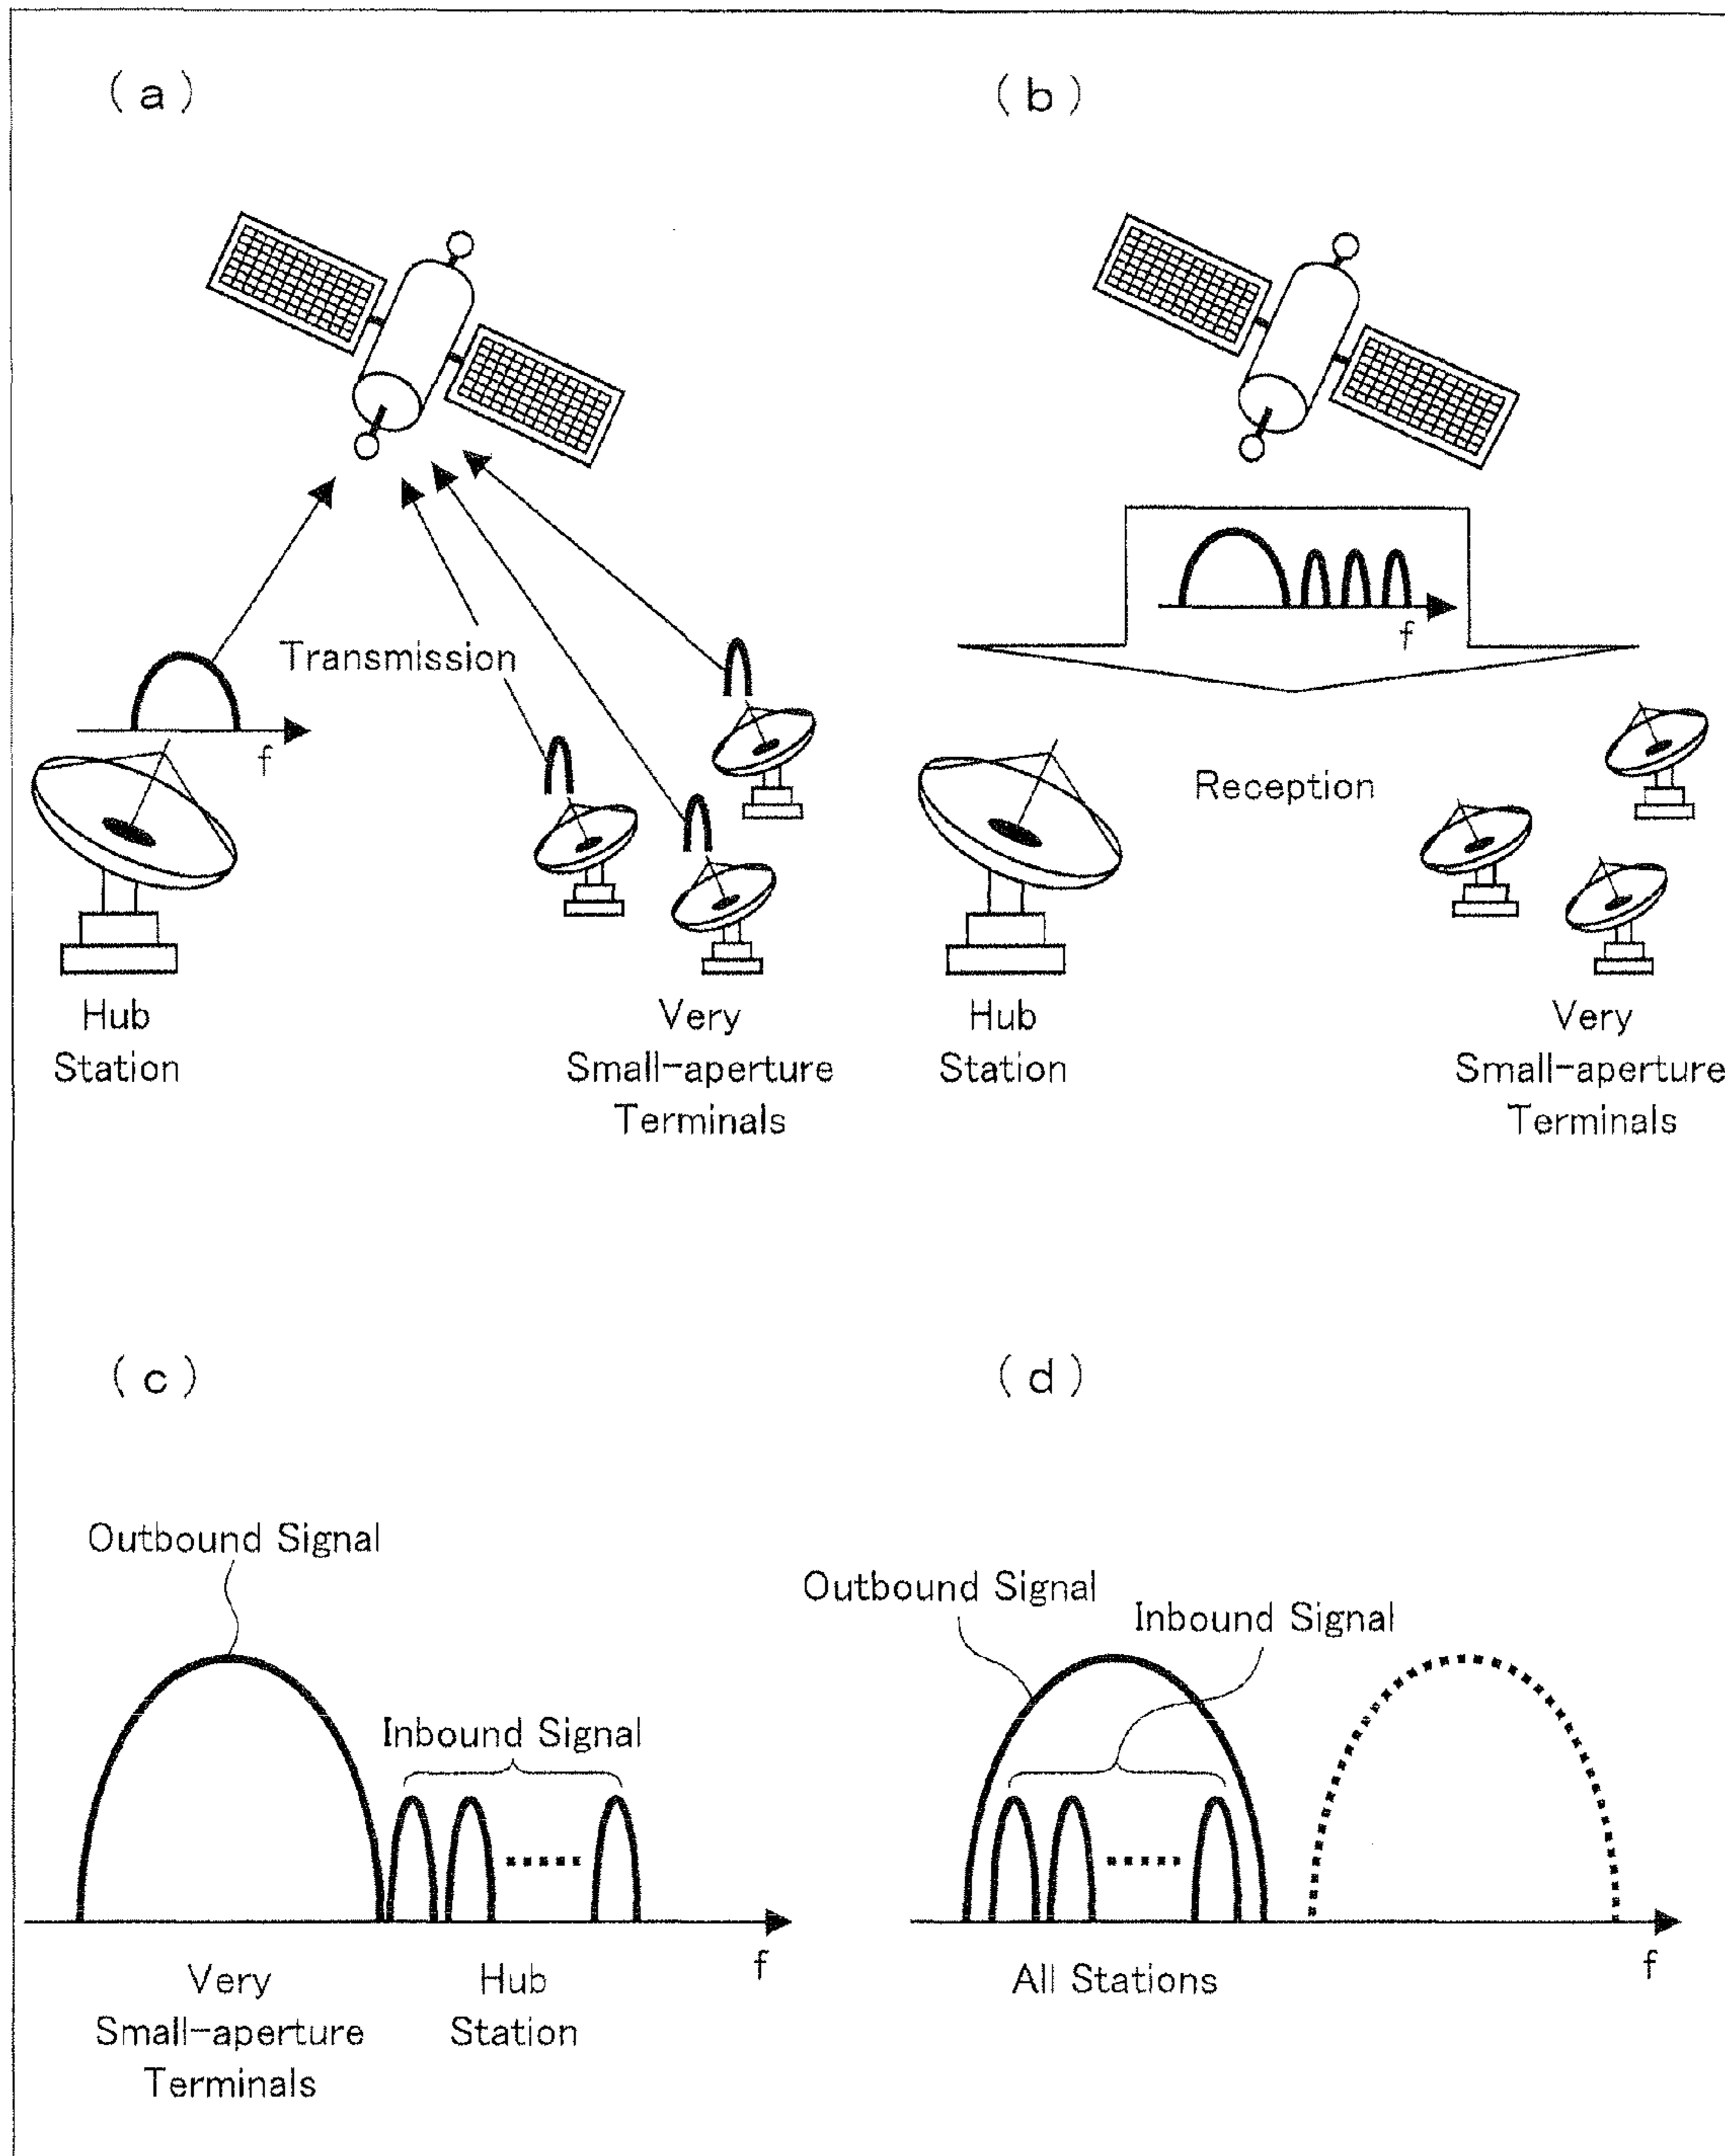 (a)
Transmission
f
Hub
Station
Very
Small-aperture
Terminals
(b)
f
Reception
Hub
Station
Very
Small-aperture
Terminals
(c)
Outbound Signal
Inbound Signal
f
Very
Small-aperture
Terminals
Hub
Station
(d)
Outbound Signal
Inbound Signal
f
All Stations